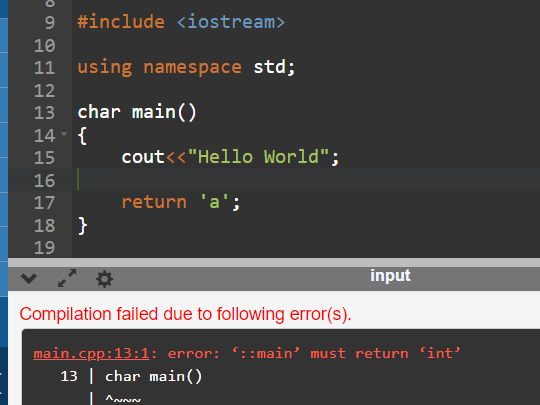 8
9 #include <iostream>
10
11 using namespace std;
12
13 char main()
14 {
15 cout<<"Hello World";
16
17 return 'a';
18 }
19
input
Compilation failed due to following error(s).
main.cpp:13:1: error: ‘::main’ must return ‘int’
13 | char main()
| ^~~~